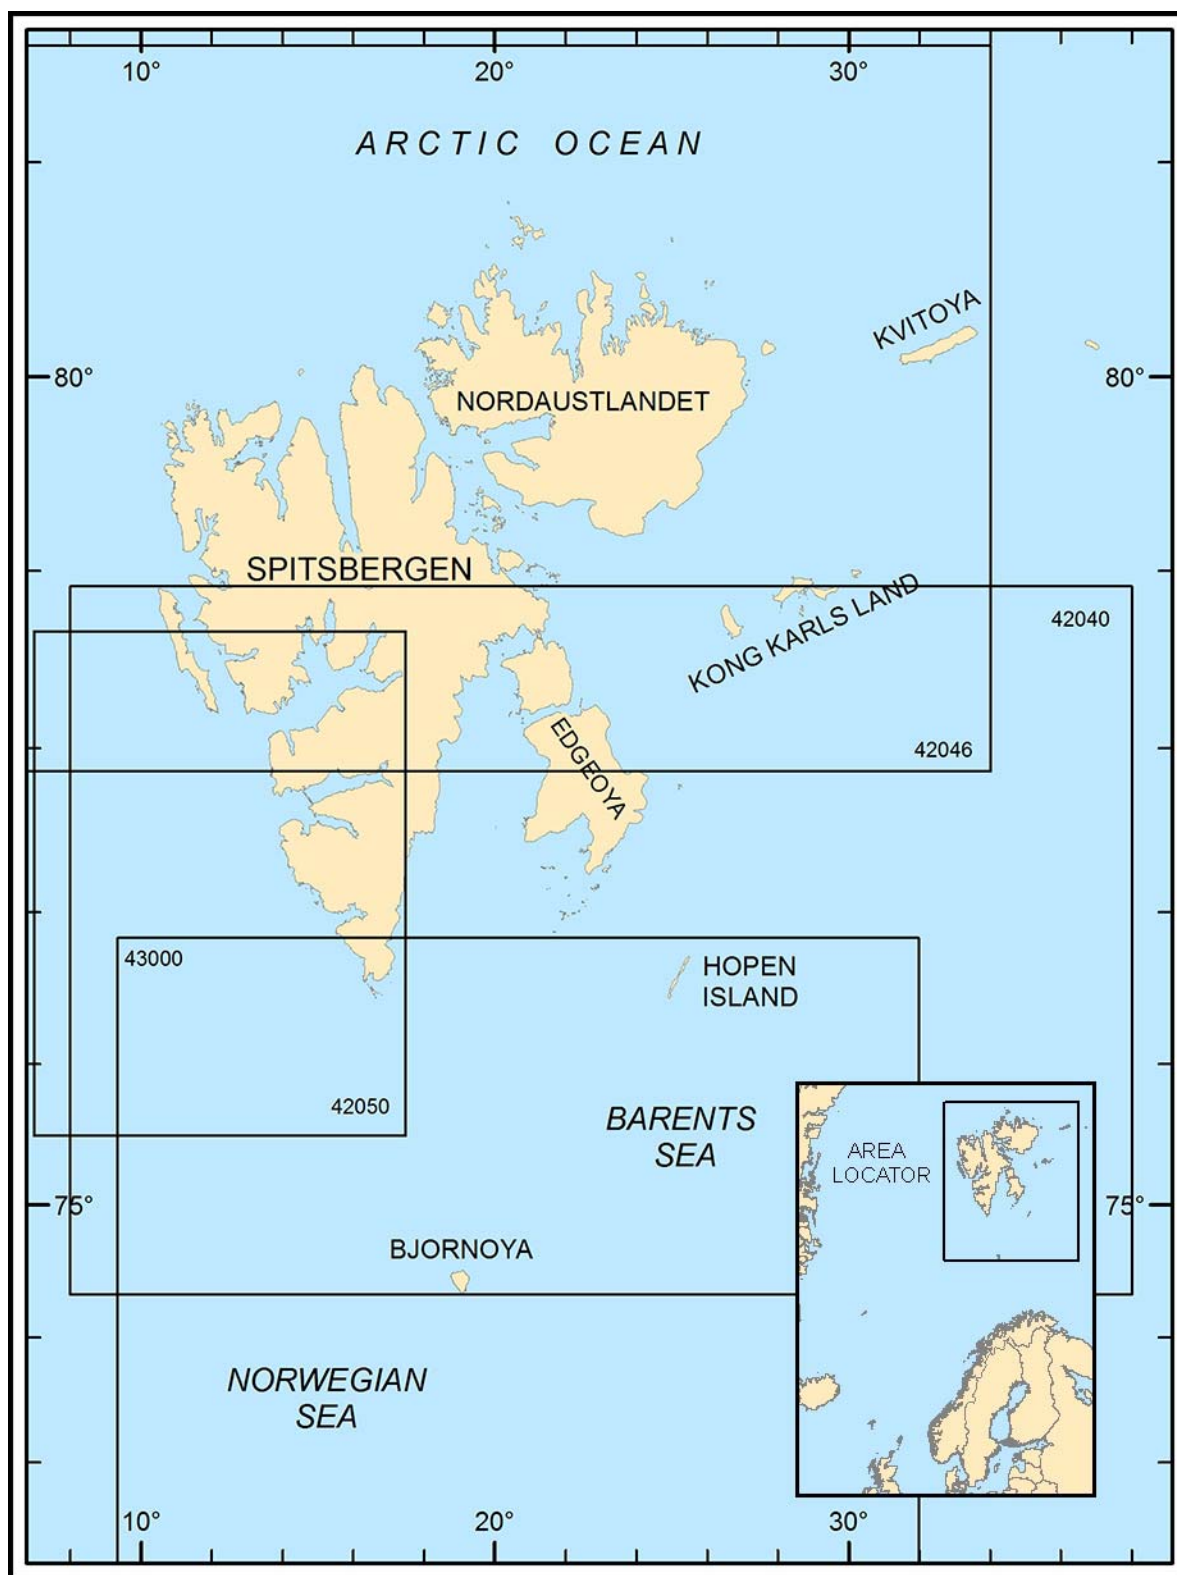 10°
20°
30°
ARCTIC OCEAN
KVITOYA
80°
80°
NORDAUSTLANDET
SPITSBERGEN
KONG KARLS LAND
42040
EDGEOYA
42046
43000
HOPEN
ISLAND
42050
BARENTS
SEA
AREA
LOCATOR
75°
75°
BJORNOYA
NORWEGIAN
SEA
10°
20°
30°